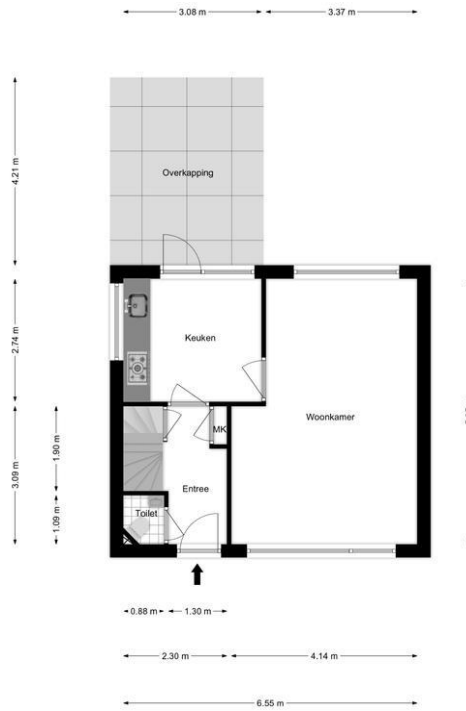 3.08 m
3.37 m
4.21 m
Overkapping
2.74 m
Keuken
Woonkamer
3.09 m
1.90 m
MK
Entree
1.09 m
Toilet
0.88 m
1.30 m
2.30 m
4.14 m
6.55 m